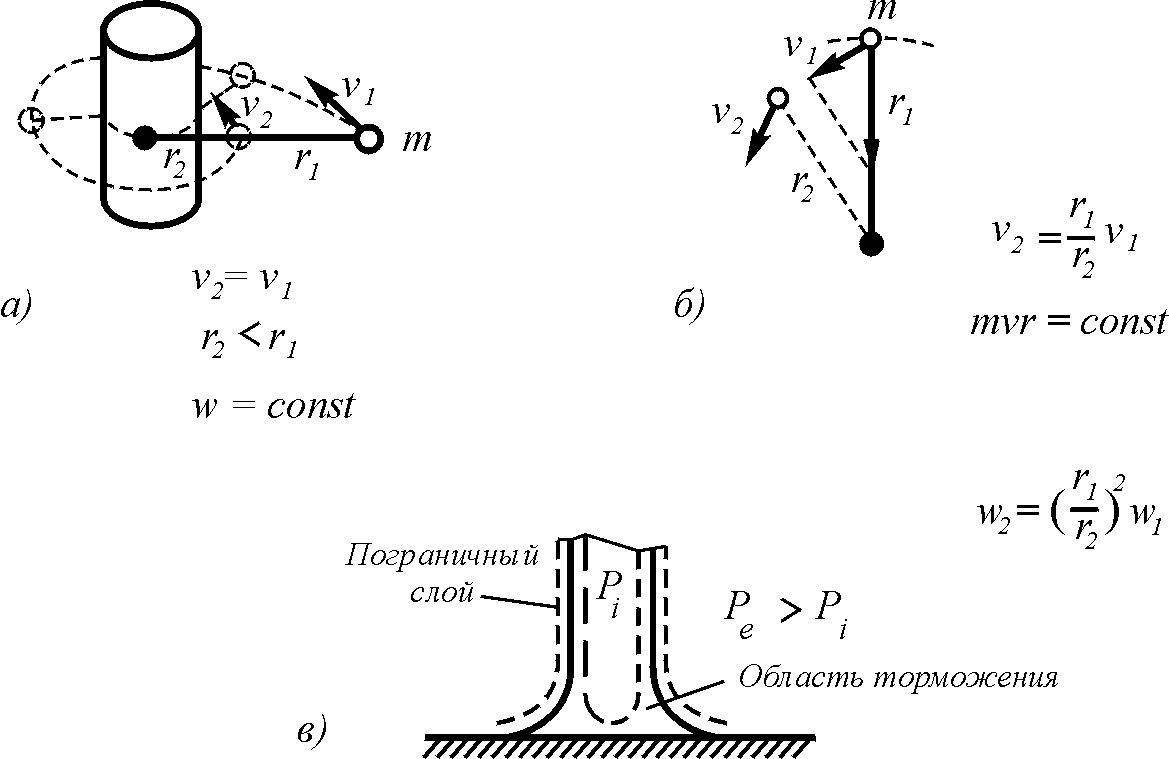 v₁
v₂
r₂
r₁
m
а)
v₂= v₁
r₂ < r₁
w = const
m
v₁
v₂
r₁
r₂
б)
v₂ = r₁/r₂ v₁
mvr = const
w₂ = (r₁/r₂)² w₁
Пограничный
слой
Pᵢ
Pₑ > Pᵢ
Область торможения
в)